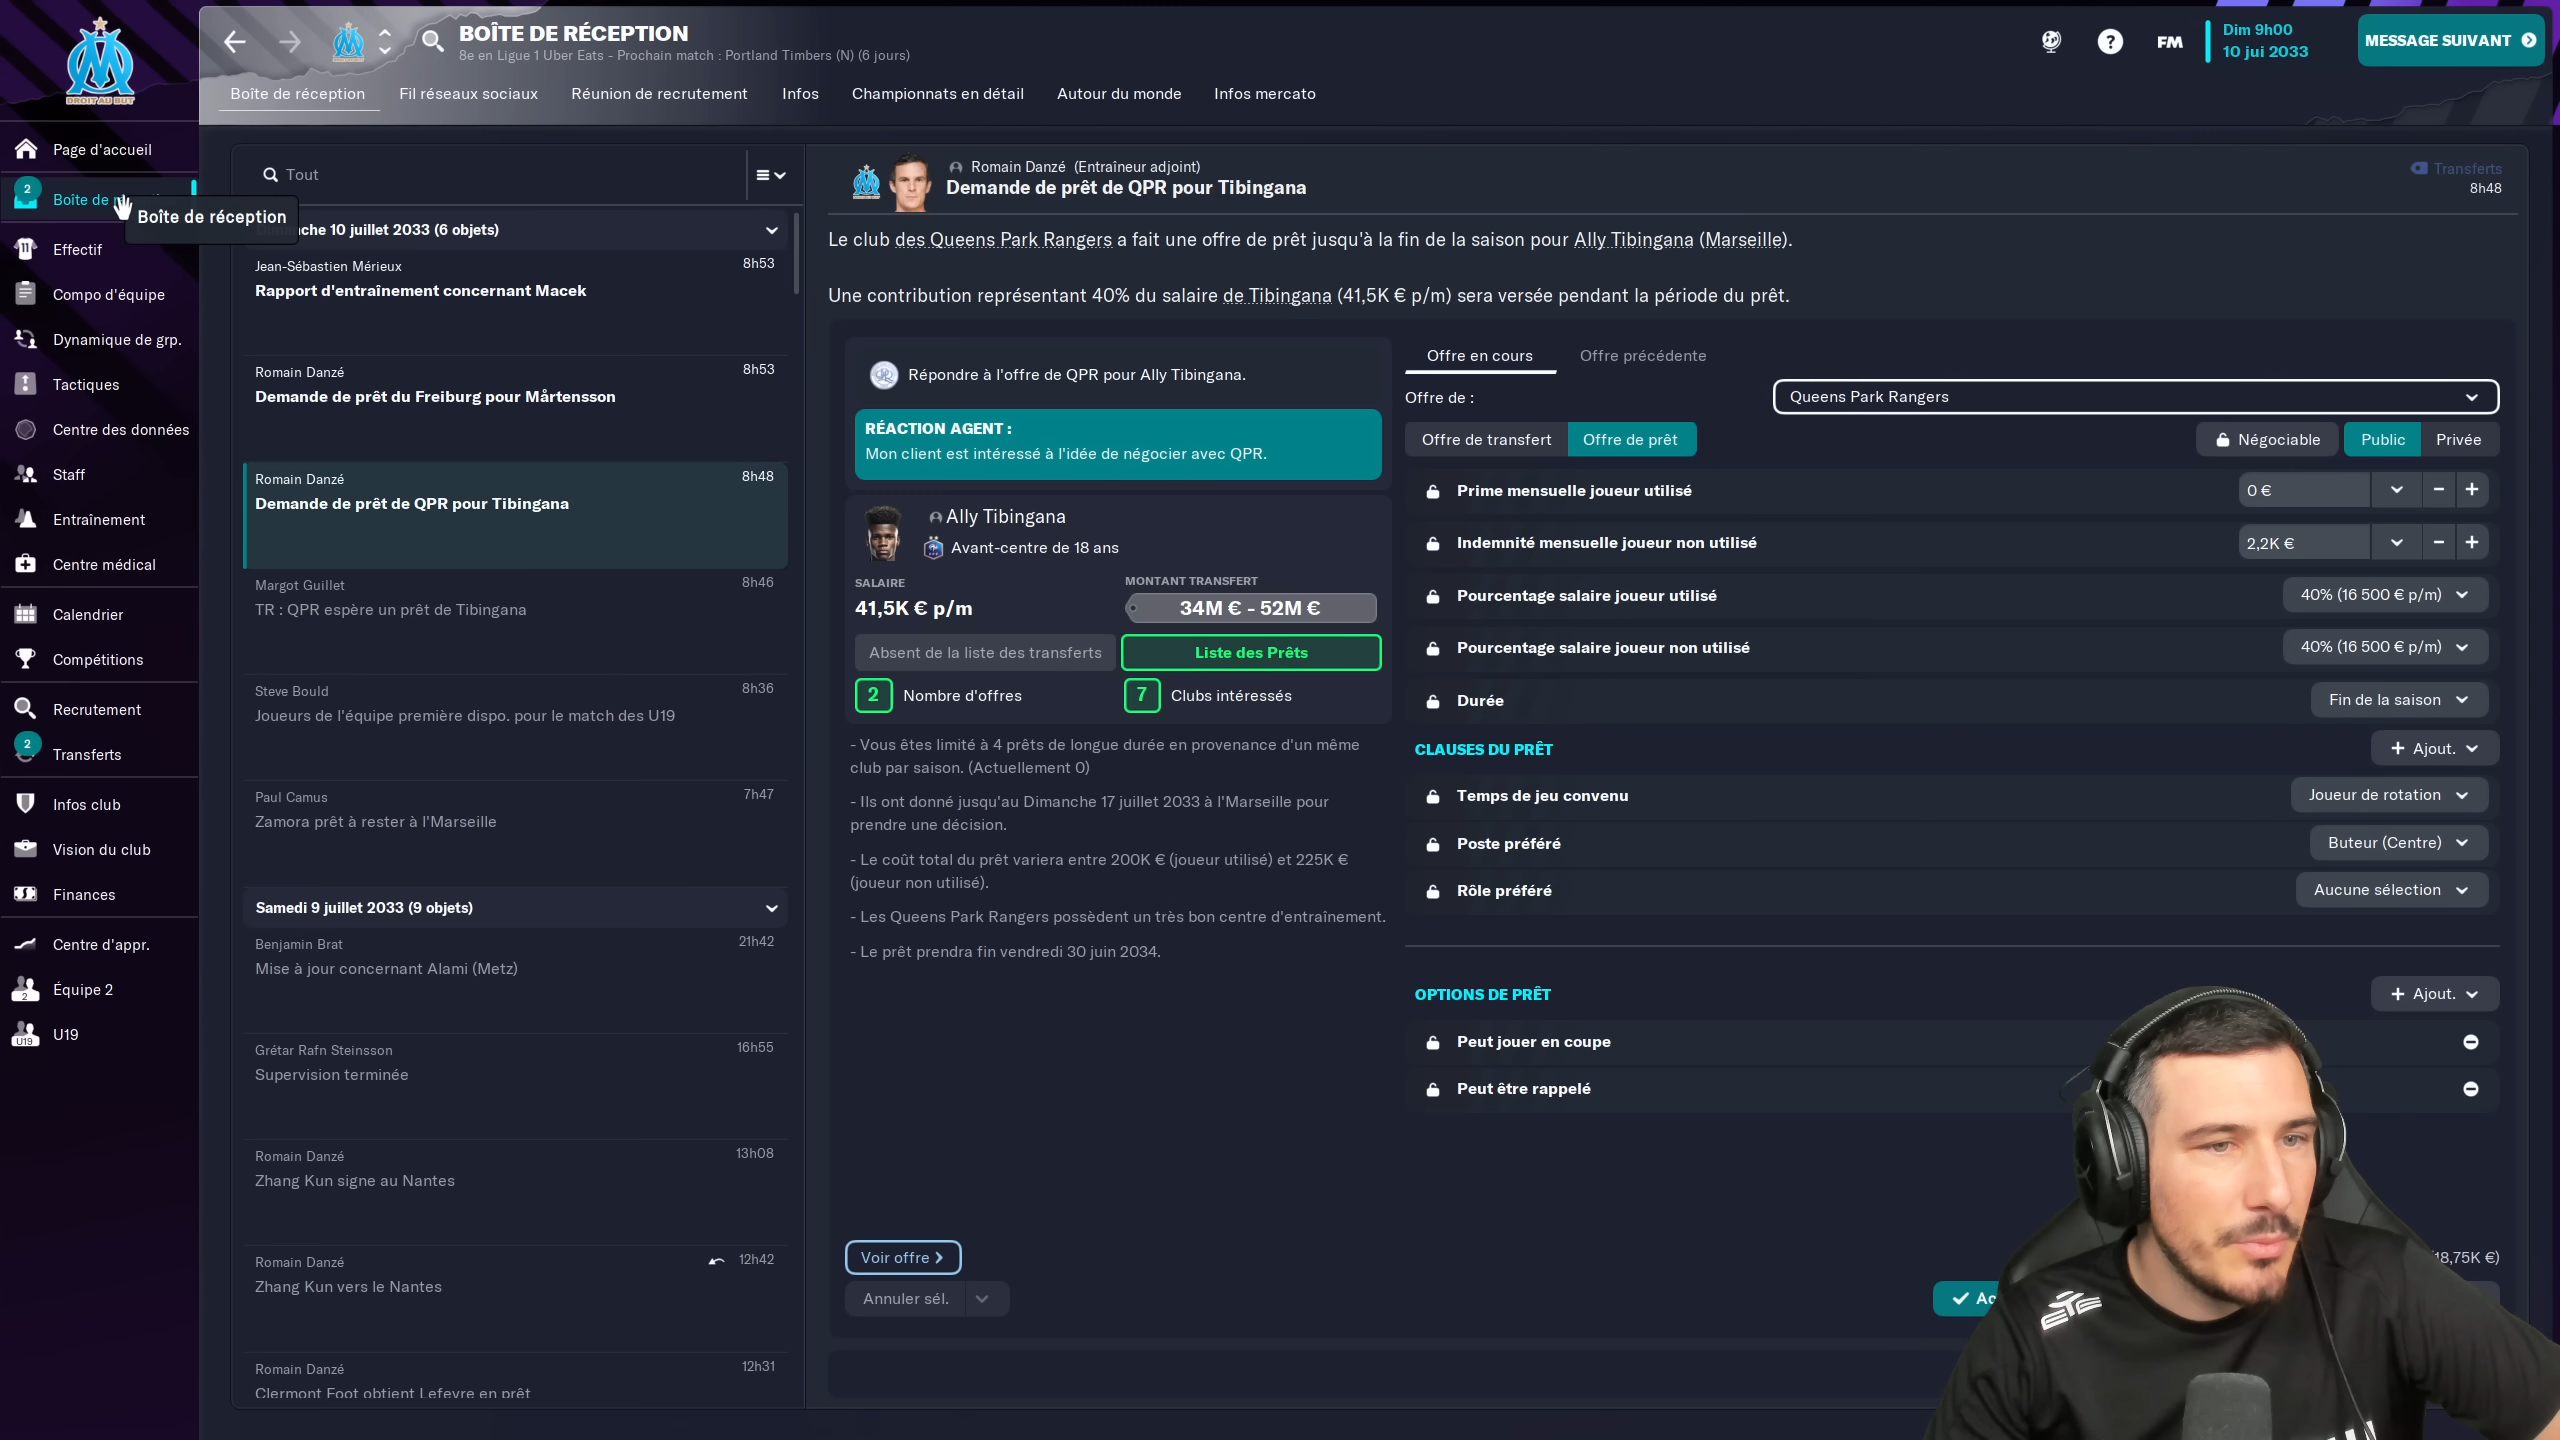 BOÎTE DE RÉCEPTION
8e en Ligue 1 Uber Eats - Prochain match : Portland Timbers (N) (6 jours)
FM
Dim 9h00
10 jui 2033
MESSAGE SUIVANT
Boîte de réception
Fil réseaux sociaux
Réunion de recrutement
Infos
Championnats en détail
Autour du monde
Infos mercato
DROIT AU BUT
Page d'accueil
2
Boîte de
Boîte de réception
Effectif
Compo d'équipe
Dynamique de grp.
Tactiques
Centre des données
Staff
Entraînement
Centre médical
Calendrier
Compétitions
Recrutement
2
Transferts
Infos club
Vision du club
Finances
Centre d'appr.
2
Équipe 2
U19
U19
Tout
che 10 juillet 2033 (6 objets)
Jean-Sébastien Mérieux 8h53
Rapport d'entraînement concernant Macek
Romain Danzé 8h53
Demande de prêt du Freiburg pour Mårtensson
Romain Danzé 8h48
Demande de prêt de QPR pour Tibingana
Margot Guillet 8h46
TR : QPR espère un prêt de Tibingana
Steve Bould 8h36
Joueurs de l'équipe première dispo. pour le match des U19
Paul Camus 7h47
Zamora prêt à rester à l'Marseille
Samedi 9 juillet 2033 (9 objets)
Benjamin Brat 21h42
Mise à jour concernant Alami (Metz)
Grétar Rafn Steinsson 16h55
Supervision terminée
Romain Danzé 13h08
Zhang Kun signe au Nantes
Romain Danzé 12h42
Zhang Kun vers le Nantes
Romain Danzé 12h31
Clermont Foot obtient Lefevre en prêt
Romain Danzé (Entraîneur adjoint)
Demande de prêt de QPR pour Tibingana
Transferts
8h48
Le club des Queens Park Rangers a fait une offre de prêt jusqu'à la fin de la saison pour Ally Tibingana (Marseille).
Une contribution représentant 40% du salaire de Tibingana (41,5K € p/m) sera versée pendant la période du prêt.
Répondre à l'offre de QPR pour Ally Tibingana.
RÉACTION AGENT :
Mon client est intéressé à l'idée de négocier avec QPR.
Ally Tibingana
Avant-centre de 18 ans
SALAIRE
41,5K € p/m
MONTANT TRANSFERT
34M € - 52M €
Absent de la liste des transferts
Liste des Prêts
2 Nombre d'offres
7 Clubs intéressés
- Vous êtes limité à 4 prêts de longue durée en provenance d'un même
club par saison. (Actuellement 0)
- Ils ont donné jusqu'au Dimanche 17 juillet 2033 à l'Marseille pour
prendre une décision.
- Le coût total du prêt variera entre 200K € (joueur utilisé) et 225K €
(joueur non utilisé).
- Les Queens Park Rangers possèdent un très bon centre d'entraînement.
- Le prêt prendra fin vendredi 30 juin 2034.
Voir offre
Annuler sél.
Offre en cours
Offre précédente
Offre de :
Queens Park Rangers
Offre de transfert
Offre de prêt
Négociable
Public
Privée
Prime mensuelle joueur utilisé 0 €
Indemnité mensuelle joueur non utilisé 2,2K €
Pourcentage salaire joueur utilisé 40% (16 500 € p/m)
Pourcentage salaire joueur non utilisé 40% (16 500 € p/m)
Durée Fin de la saison
CLAUSES DU PRÊT
Ajout.
Temps de jeu convenu Joueur de rotation
Poste préféré Buteur (Centre)
Rôle préféré Aucune sélection
OPTIONS DE PRÊT
Ajout.
Peut jouer en coupe
Peut être rappelé
18,75K €)
Ac